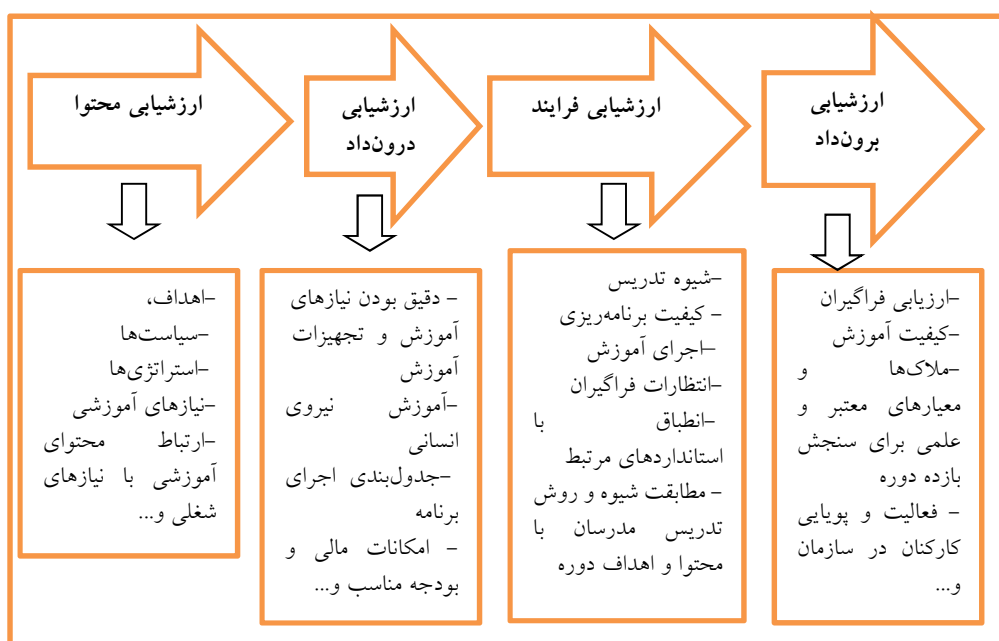 ارزشیابی محتوا
ارزشیابی
درون‌داد
ارزشیابی فرایند
ارزشیابی
برون‌داد
-اهداف،
-سیاست‌ها
-استراتژی‌ها
-نیازهای آموزشی
-ارتباط محتوای
آموزشی با نیازهای
شغلی و...
- دقیق بودن نیازهای
آموزش و تجهیزات
آموزش
-آموزش نیروی
انسانی
-جدول‌بندی اجرای
برنامه
- امکانات مالی و
بودجه مناسب و...
-شیوه تدریس
- کیفیت برنامه‌ریزی
-اجرای آموزش
-انتظارات فراگیران
-انطباق با
استانداردهای مرتبط
- مطابقت شیوه و روش
تدریس مدرسان با
محتوا و اهداف دوره
-ارزیابی فراگیران
-کیفیت آموزش
-ملاک‌ها و
معیارهای معتبر و
علمی برای سنجش
بازده دوره
- فعالیت و پویایی
کارکنان در سازمان
و...